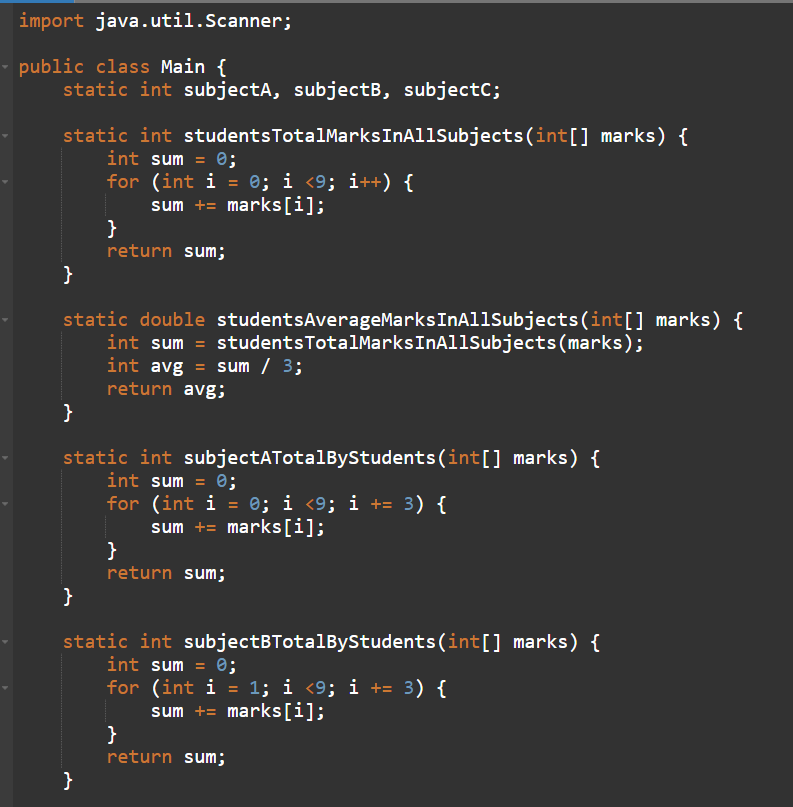 import java.util.Scanner;
public class Main {
static int subjectA, subjectB, subjectC;
static int studentsTotalMarksInAllSubjects(int[] marks) {
int sum = 0;
for (int i = 0; i <9; i++) {
sum += marks[i];
}
return sum;
}
static double studentsAverageMarksInAllSubjects(int[] marks) {
int sum = studentsTotalMarksInAllSubjects(marks);
int avg = sum / 3;
return avg;
}
static int subjectATotalByStudents(int[] marks) {
int sum = 0;
for (int i = 0; i <9; i += 3) {
sum += marks[i];
}
return sum;
}
static int subjectBTotalByStudents(int[] marks) {
int sum = 0;
for (int i = 1; i <9; i += 3) {
sum += marks[i];
}
return sum;
}